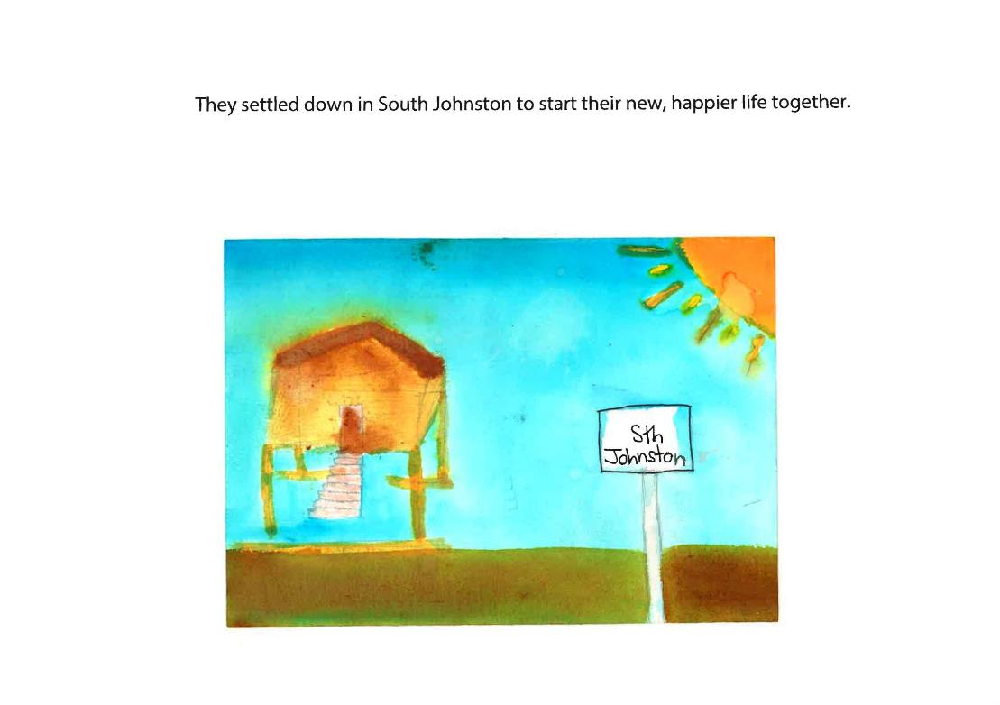 They settled down in South Johnston to start their new, happier life together.
Sth
Johnston